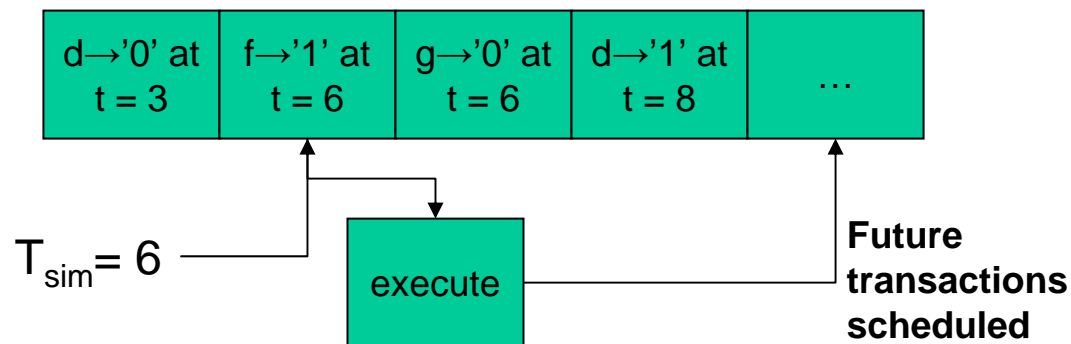 d→'0' at
t = 3
f→'1' at
t = 6
g→'0' at
t = 6
d→'1' at
t = 8
…
T_sim= 6
execute
Future
transactions
scheduled